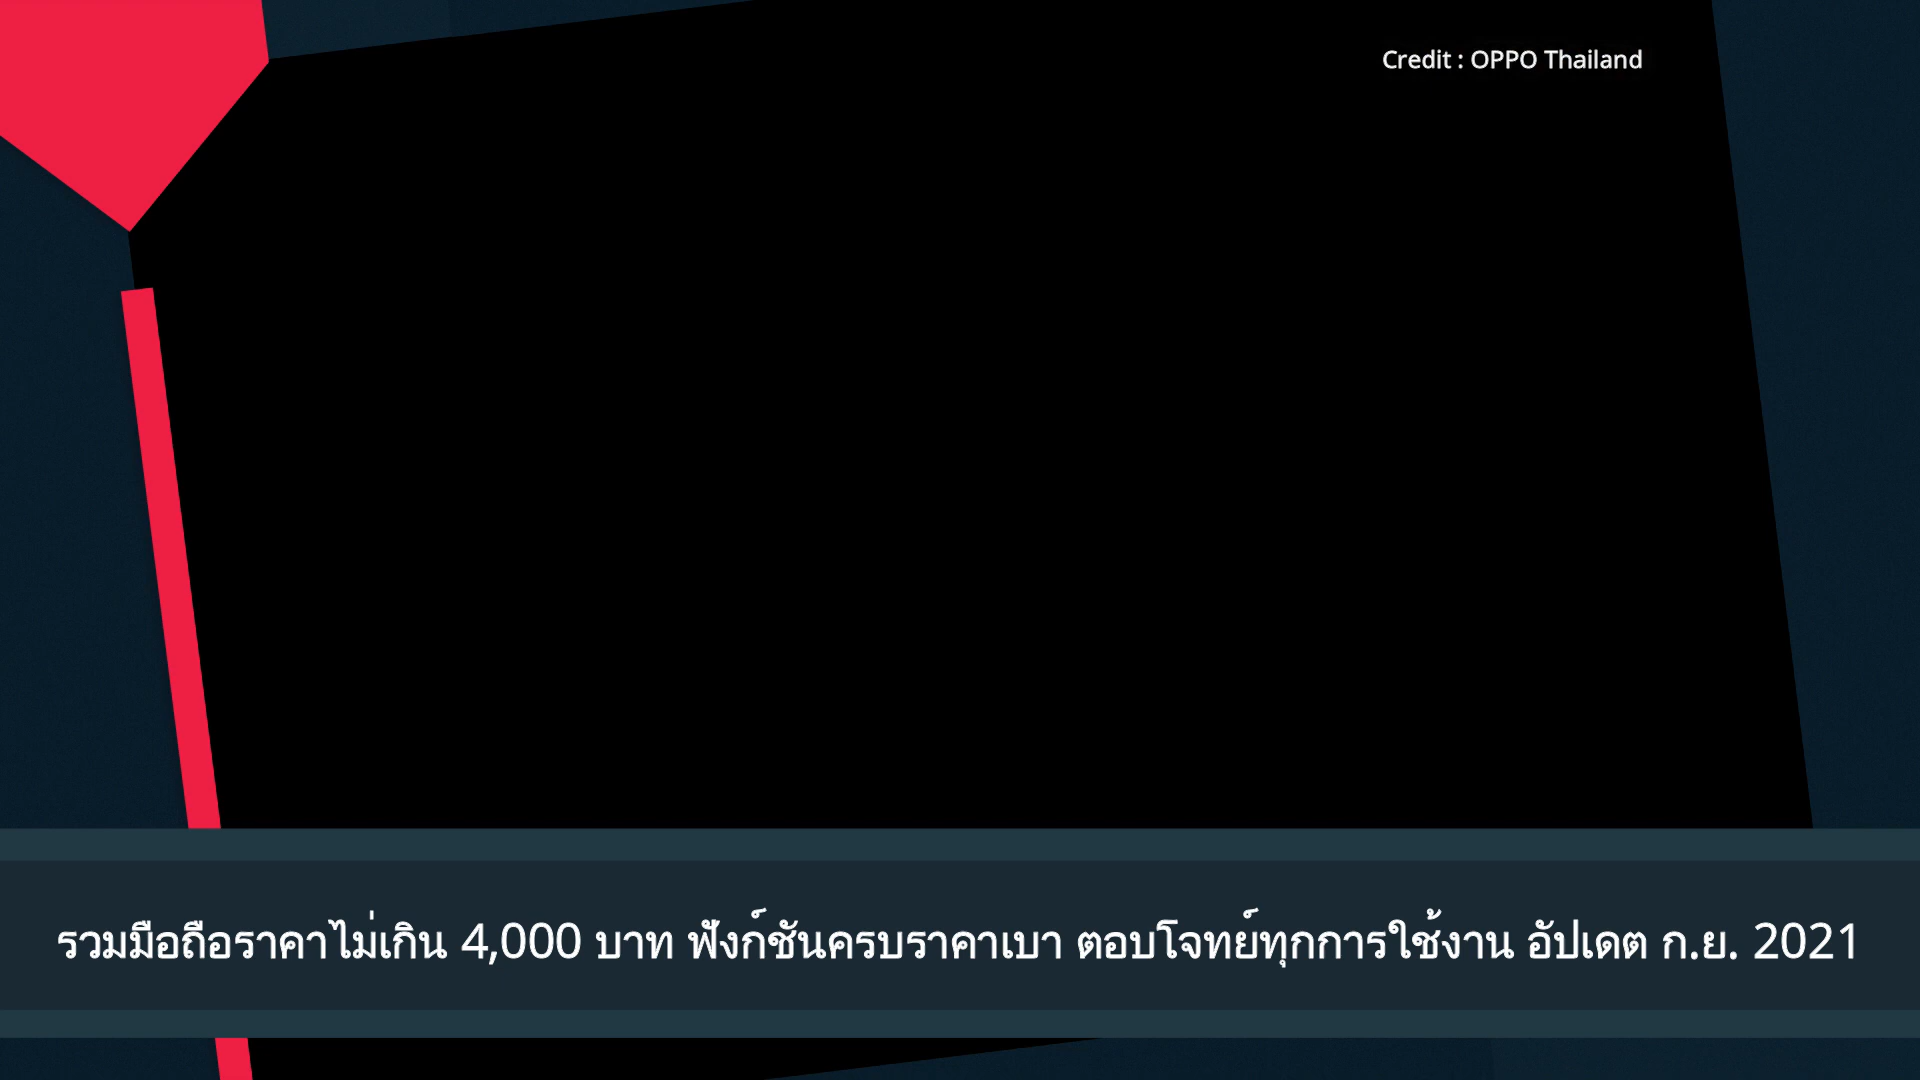 Credit : OPPO Thailand
รวมมือถือราคาไม่เกิน 4,000 บาท ฟังก์ชันครบราคาเบา ตอบโจทย์ทุกการใช้งาน อัปเดต ก.ย. 2021